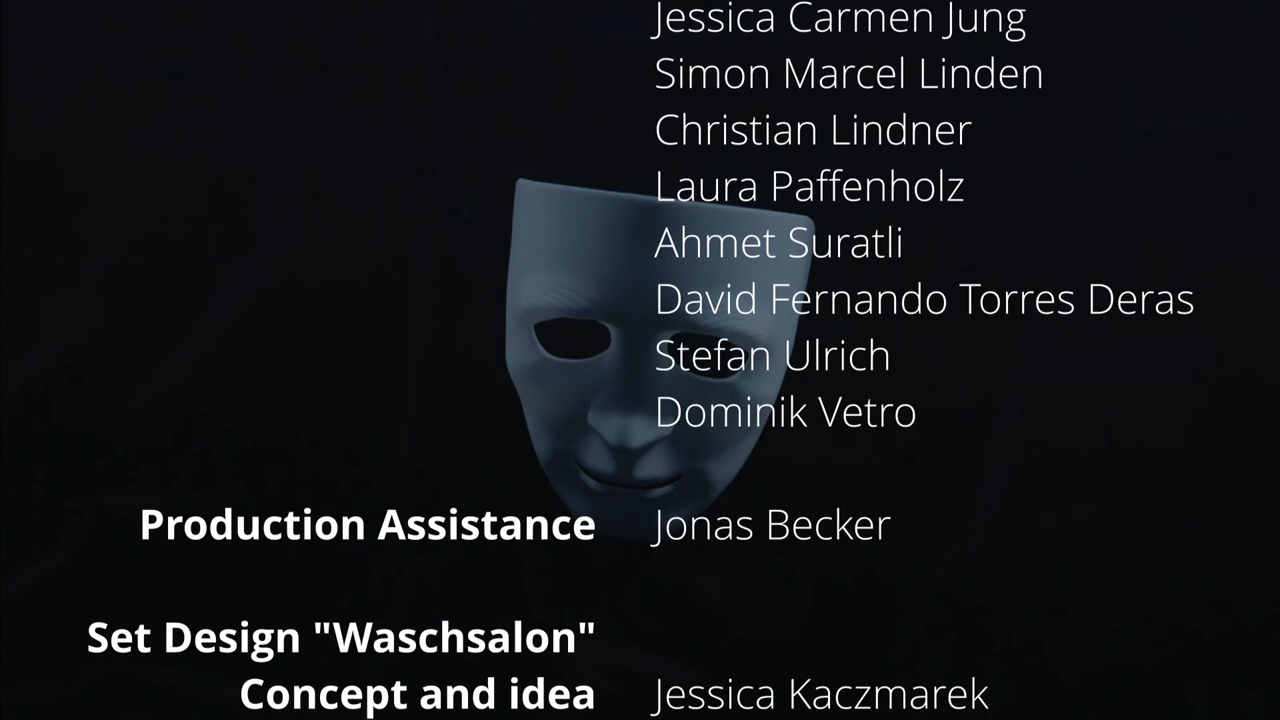 Jessica Carmen Jung
Simon Marcel Linden
Christian Lindner
Laura Paffenholz
Ahmet Suratli
David Fernando Torres Deras
Stefan Ulrich
Dominik Vetro
Production Assistance Jonas Becker
Set Design "Waschsalon"
Concept and idea Jessica Kaczmarek